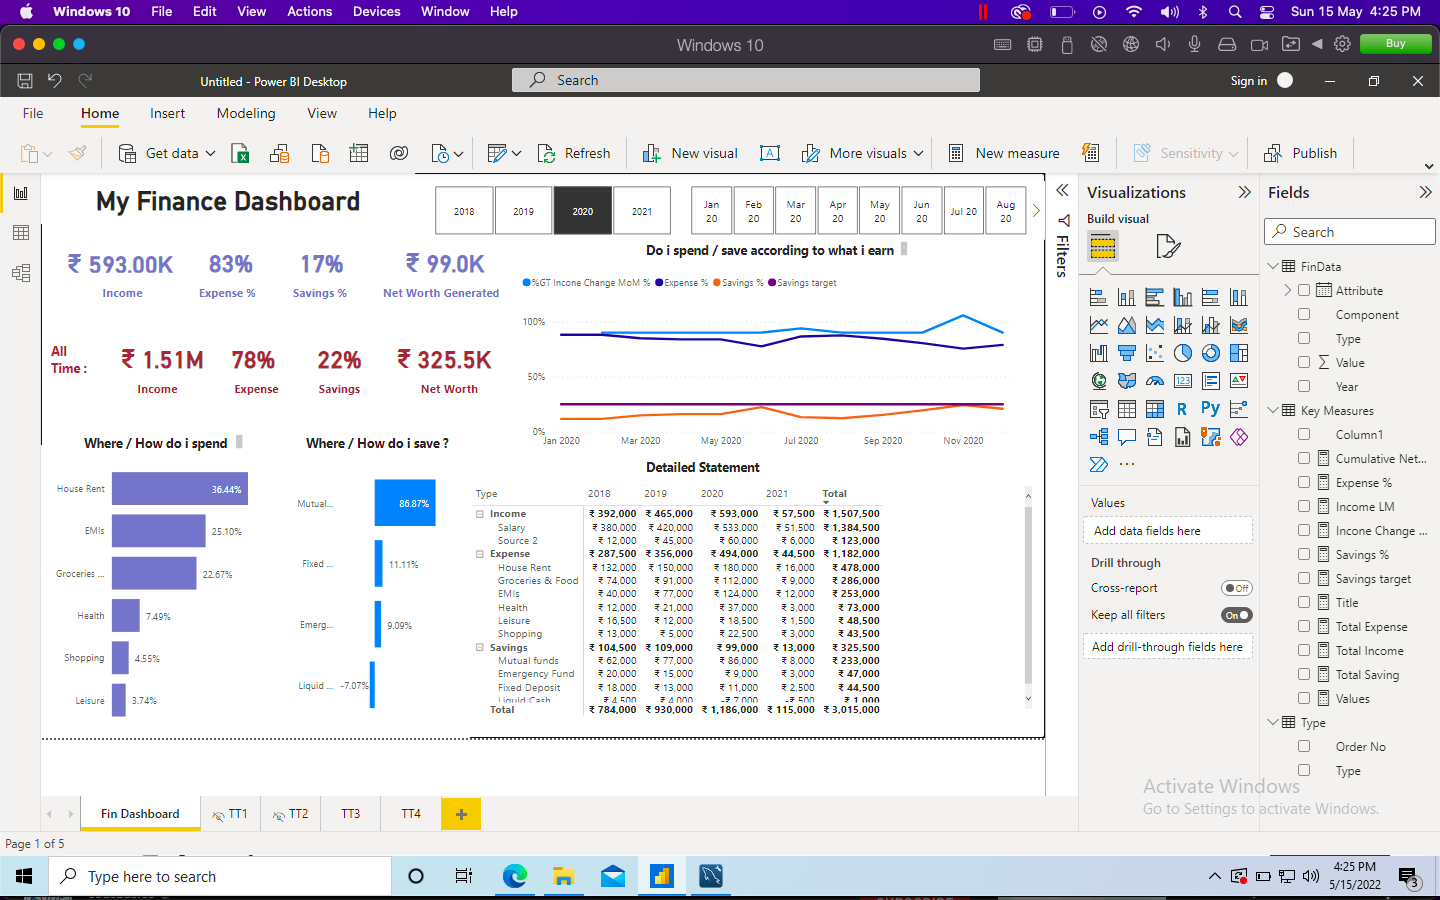 Windows 10 File Edit View Actions Devices Window Help Sun 15 May 4:25 PM
Windows 10 Buy
Untitled - Power BI Desktop Search Sign in
File Home Insert Modeling View Help
Get data Refresh New visual More visuals New measure Sensitivity Publish
My Finance Dashboard
2018 2019 2020 2021
Jan 20 Feb 20 Mar 20 Apr 20 May 20 Jun 20 Jul 20 Aug 20
₹ 593.00K 83% 17% ₹ 99.0K
Income Expense % Savings % Net Worth Generated
All Time :
₹ 1.51M 78% 22% ₹ 325.5K
Income Expense Savings Net Worth
Do i spend / save according to what i earn
%GT Incone Change MoM % Expense % Savings % Savings target
100%
50%
0%
Jan 2020 Mar 2020 May 2020 Jul 2020 Sep 2020 Nov 2020
Where / How do i spend
House Rent 36.44%
EMIs 25.10%
Groceries ... 22.67%
Health 7.49%
Shopping 4.55%
Leisure 3.74%
Where / How do i save ?
Mutual... 86.87%
Fixed ... 11.11%
Emerg... 9.09%
Liquid ... -7.07%
Detailed Statement
Type 2018 2019 2020 2021 Total
Income ₹ 392,000 ₹ 465,000 ₹ 593,000 ₹ 57,500 ₹ 1,507,500
Salary ₹ 380,000 ₹ 420,000 ₹ 533,000 ₹ 51,500 ₹ 1,384,500
Source 2 ₹ 12,000 ₹ 45,000 ₹ 60,000 ₹ 6,000 ₹ 123,000
Expense ₹ 287,500 ₹ 356,000 ₹ 494,000 ₹ 44,500 ₹ 1,182,000
House Rent ₹ 132,000 ₹ 150,000 ₹ 180,000 ₹ 16,000 ₹ 478,000
Groceries & Food ₹ 74,000 ₹ 91,000 ₹ 112,000 ₹ 9,000 ₹ 286,000
EMIs ₹ 40,000 ₹ 77,000 ₹ 124,000 ₹ 12,000 ₹ 253,000
Health ₹ 12,000 ₹ 21,000 ₹ 37,000 ₹ 3,000 ₹ 73,000
Leisure ₹ 16,500 ₹ 12,000 ₹ 18,500 ₹ 1,500 ₹ 48,500
Shopping ₹ 13,000 ₹ 5,000 ₹ 22,500 ₹ 3,000 ₹ 43,500
Savings ₹ 104,500 ₹ 109,000 ₹ 99,000 ₹ 13,000 ₹ 325,500
Mutual funds ₹ 62,000 ₹ 77,000 ₹ 86,000 ₹ 8,000 ₹ 233,000
Emergency Fund ₹ 20,000 ₹ 15,000 ₹ 9,000 ₹ 3,000 ₹ 47,000
Fixed Deposit ₹ 18,000 ₹ 13,000 ₹ 11,000 ₹ 2,500 ₹ 44,500
Liquid Cash ₹ 4,500 ₹ 4,000 -₹ 7,000 -₹ 500 ₹ 1,000
Total ₹ 784,000 ₹ 930,000 ₹ 1,186,000 ₹ 115,000 ₹ 3,015,000
Filters
Visualizations
Build visual
R Py
123
Values
Add data fields here
Drill through
Cross-report Off
Keep all filters On
Add drill-through fields here
Fields
Search
FinData
Attribute
Component
Type
Value
Year
Key Measures
Column1
Cumulative Net...
Expense %
Income LM
Incone Change ...
Savings %
Savings target
Title
Total Expense
Total Income
Total Saving
Values
Type
Order No
Type
Activate Windows
Go to Settings to activate Windows.
Fin Dashboard TT1 TT2 TT3 TT4
Page 1 of 5
Type here to search
4:25 PM
5/15/2022
3